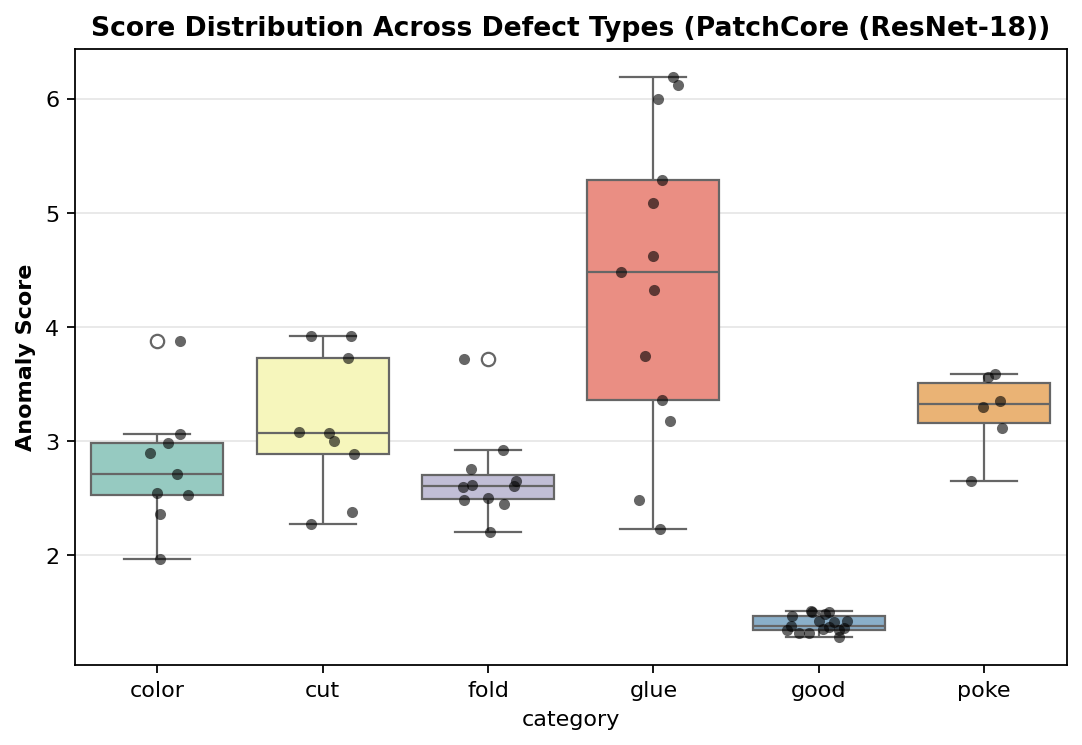 Score Distribution Across Defect Types (PatchCore (ResNet-18))
Anomaly Score
6
5
4
3
2
color cut fold glue good poke
category